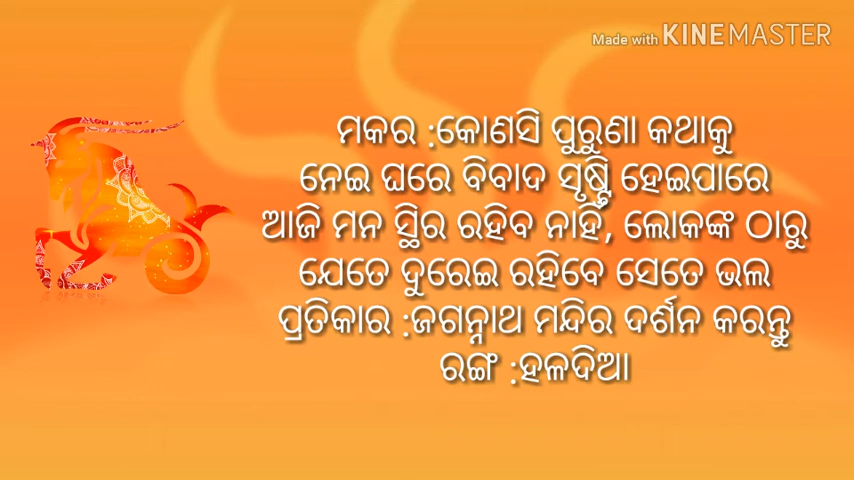 Made with KINEMASTER
ମକର :କୋଣସି ପୁରୁଣା କଥାକୁ
ନେଇ ଘରେ ବିବାଦ ସୃଷ୍ଟି ହେଇପାରେ
ଆଜି ମନ ସ୍ଥିର ରହିବ ନାହିଁ, ଲୋକଙ୍କ ଠାରୁ
ଯେତେ ଦୁରେଇ ରହିବେ ସେତେ ଭଲ
ପ୍ରତିକାର :ଜଗନ୍ନାଥ ମନ୍ଦିର ଦର୍ଶନ କରନ୍ତୁ
ରଙ୍ଗ :ହଳଦିଆ